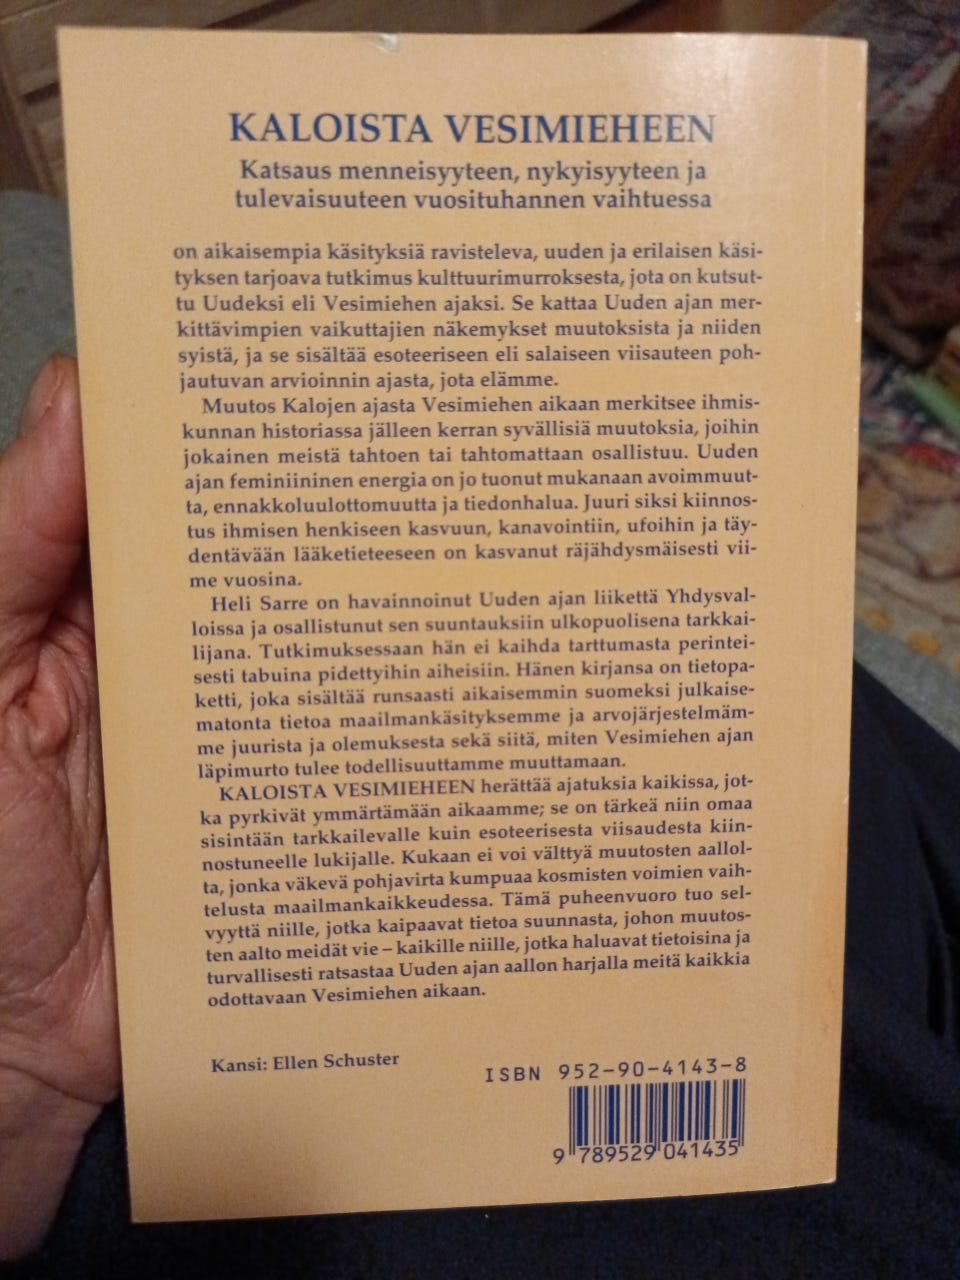 KALOISTA VESIMIEHEEN
Katsaus menneisyyteen, nykyisyyteen ja
tulevaisuuteen vuosituhannen vaihtuessa
on aikaisempia käsityksiä ravisteleva, uuden ja erilaisen käsi-
tyksen tarjoava tutkimus kulttuurimurroksesta, jota on kutsut-
tu Uudeksi eli Vesimiehen ajaksi. Se kattaa Uuden ajan mer-
kittävimpien vaikuttajien näkemykset muutoksista ja niiden
syistä, ja se sisältää esoteeriseen eli salaiseen viisauteen poh-
jautuvan arvioinnin ajasta, jota elämme.
Muutos Kalojen ajasta Vesimiehen aikaan merkitsee ihmis-
kunnan historiassa jälleen kerran syvällisiä muutoksia, joihin
jokainen meistä tahtoen tai tahtomattaan osallistuu. Uuden
ajan feminiininen energia on jo tuonut mukanaan avoimmuut-
ta, ennakkoluulottomuutta ja tiedonhalua. Juuri siksi kiinnos-
tus ihmisen henkiseen kasvuun, kanavointiin, ufoihin ja täy-
dentävään lääketieteeseen on kasvanut räjähdysmäisesti vii-
me vuosina.
Heli Sarre on havainnoinut Uuden ajan liikettä Yhdysval-
loissa ja osallistunut sen suuntauksiin ulkopuolisena tarkkai-
lijana. Tutkimuksessaan hän ei kaihda tarttumasta perintei-
sesti tabuina pidettyihin aiheisiin. Hänen kirjansa on tietopa-
ketti, joka sisältää runsaasti aikaisemmin suomeksi julkaise-
matonta tietoa maailmankäsityksemme ja arvojärjestelmäm-
me juurista ja olemuksesta sekä siitä, miten Vesimiehen ajan
läpimurto tulee todellisuuttamme muuttamaan.
KALOISTA VESIMIEHEEN herättää ajatuksia kaikissa, jot-
ka pyrkivät ymmärtämään aikaamme; se on tärkeä niin omaa
sisintään tarkkailevalle kuin esoteerisesta viisaudesta kiin-
nostuneelle lukijalle. Kukaan ei voi välttyä muutosten aallol-
ta, jonka väkevä pohjavirta kumpuaa kosmisten voimien vaih-
telusta maailmankaikkeudessa. Tämä puheenvuoro tuo sel-
vyyttä niille, jotka kaipaavat tietoa suunnasta, johon muutos-
ten aalto meidät vie – kaikille niille, jotka haluavat tietoisina ja
turvallisesti ratsastaa Uuden ajan aallon harjalla meitä kaikkia
odottavaan Vesimiehen aikaan.
Kansi: Ellen Schuster
ISBN 952-90-4143-8
9 789529 041435